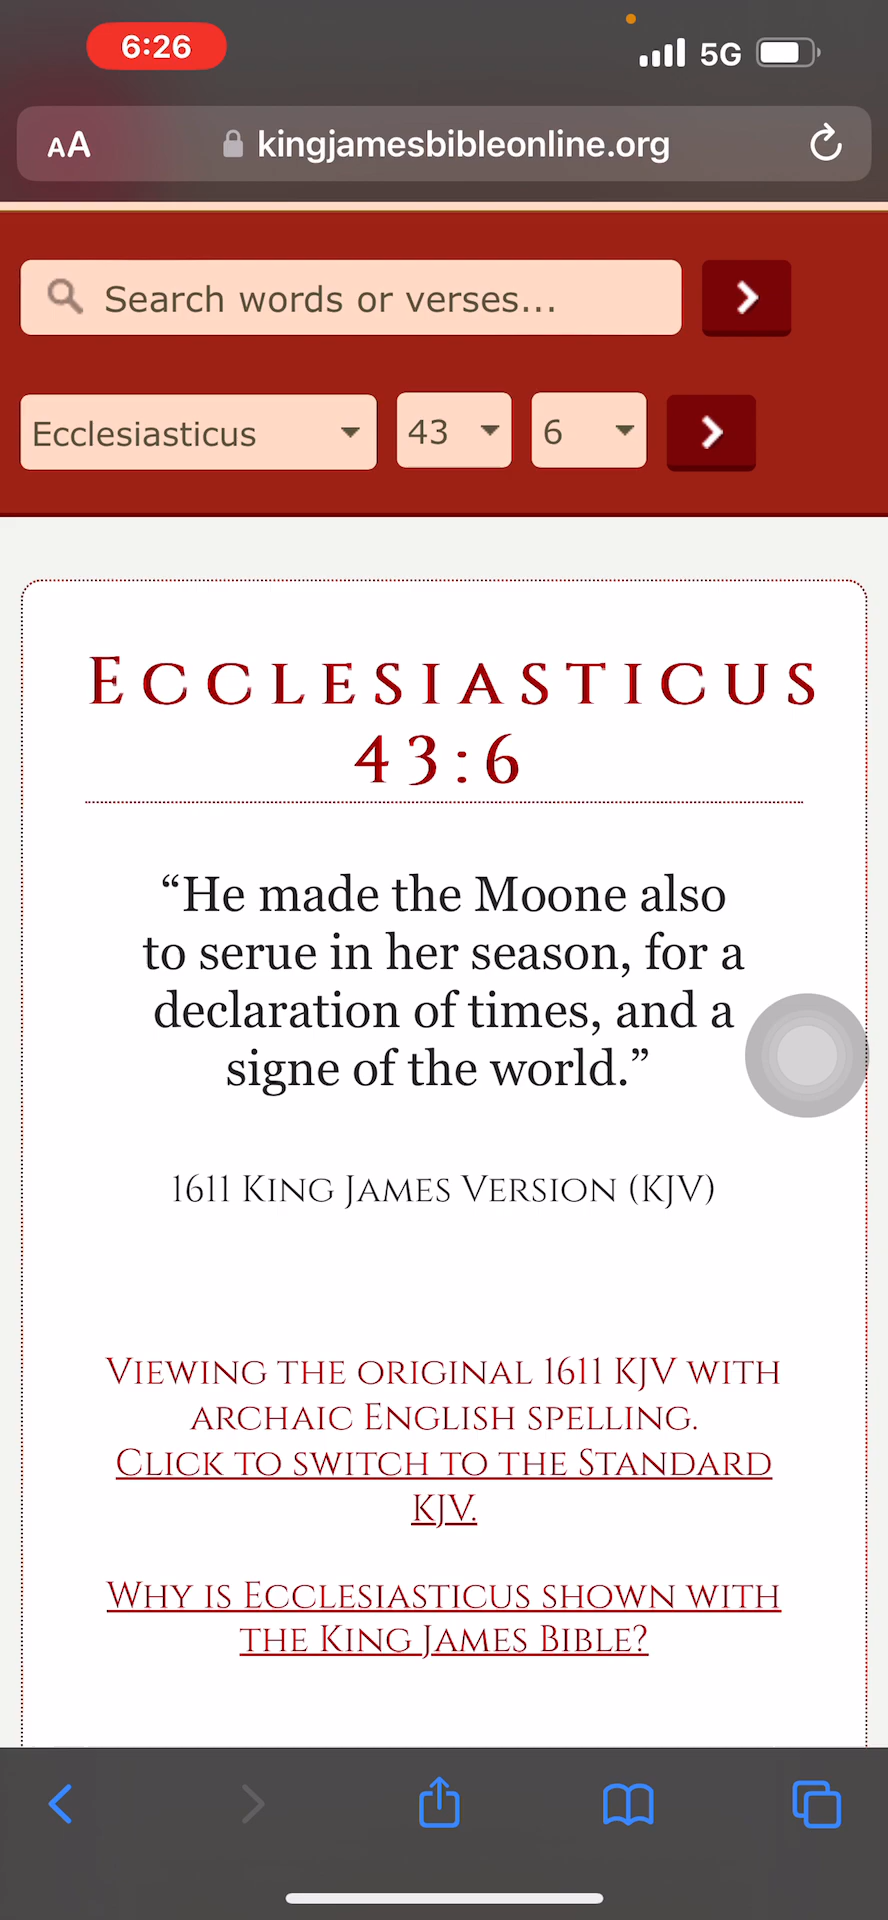 6:26
5G
AA kingjamesbibleonline.org
Search words or verses...
Ecclesiasticus 43 6
Ecclesiasticus
43:6
“He made the Moone also
to serue in her season, for a
declaration of times, and a
signe of the world.”
1611 King James Version (KJV)
Viewing the original 1611 KJV with
archaic English spelling.
Click to switch to the Standard
KJV.
Why is Ecclesiasticus shown with
the King James Bible?